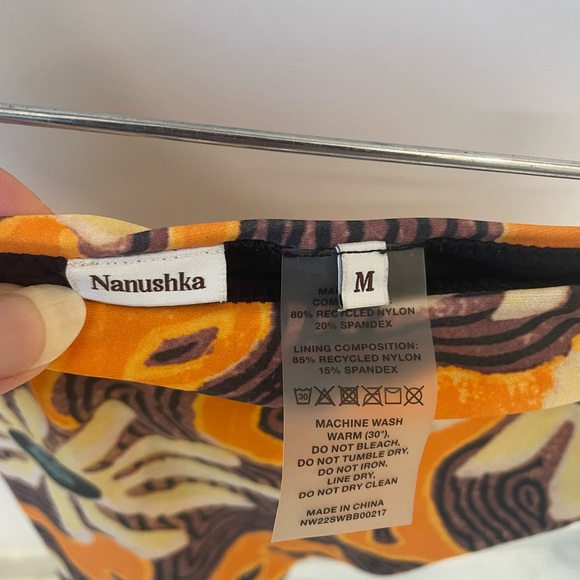 Nanushka
M
MA
COM
80% RECYCLED NYLON
20% SPANDEX
LINING COMPOSITION:
85% RECYCLED NYLON
15% SPANDEX
30
MACHINE WASH
WARM (30°),
DO NOT BLEACH,
DO NOT TUMBLE DRY,
DO NOT IRON,
LINE DRY,
DO NOT DRY CLEAN
MADE IN CHINA
NW22SWBB00217